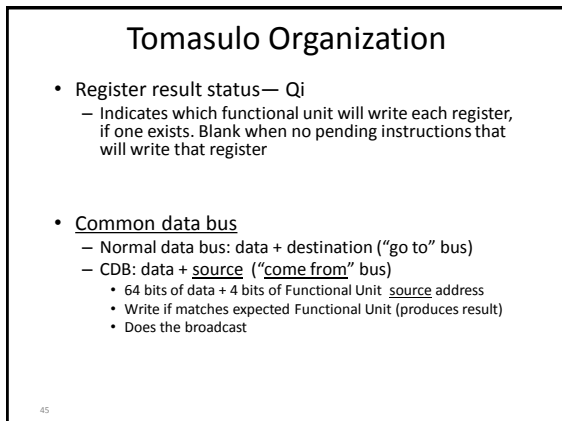 Tomasulo Organization
• Register result status— Qi
– Indicates which functional unit will write each register,
if one exists. Blank when no pending instructions that
will write that register
• Common data bus
– Normal data bus: data + destination (“go to” bus)
– CDB: data + source (“come from” bus)
• 64 bits of data + 4 bits of Functional Unit source address
• Write if matches expected Functional Unit (produces result)
• Does the broadcast
45